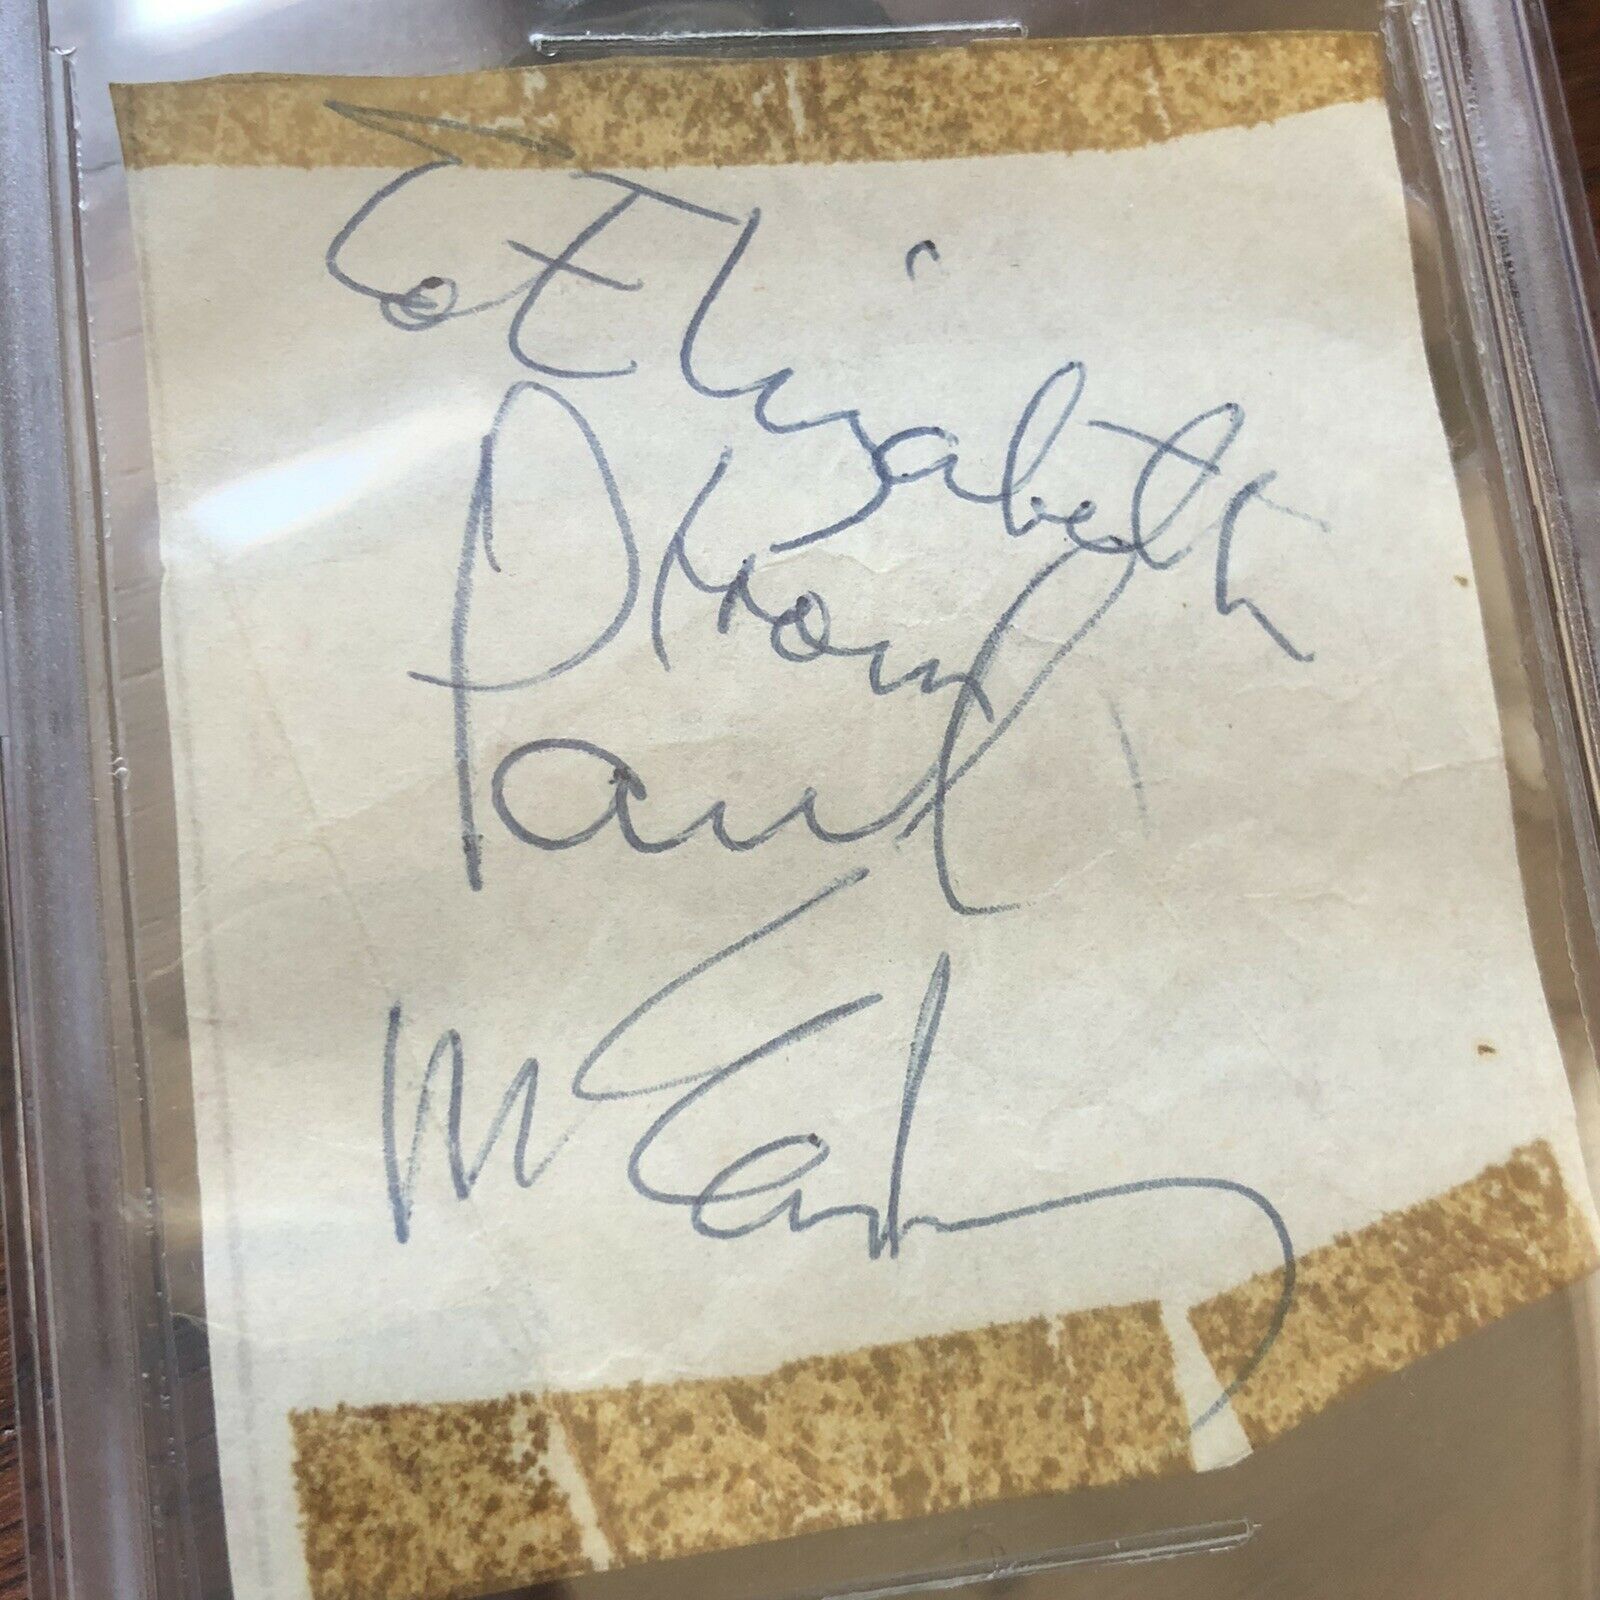 To Elizabeth
From
Paul
McCartney